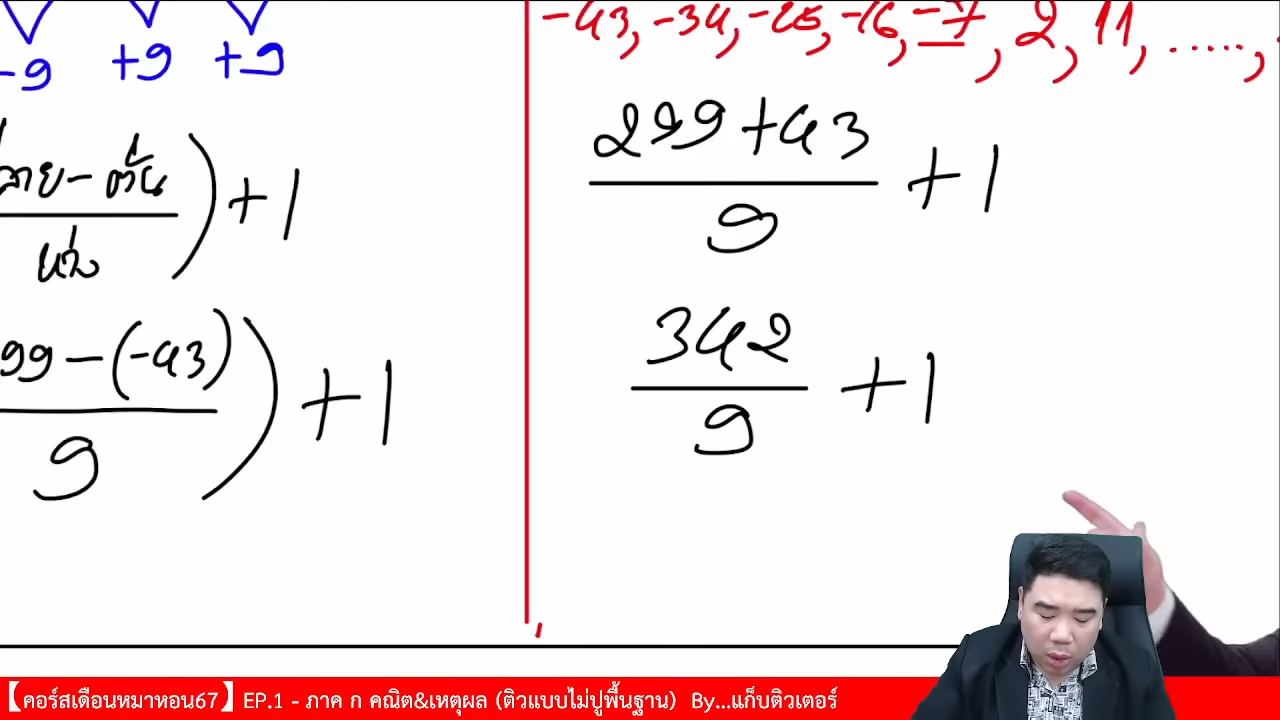 -9 +9 +9
ลาย - ต้น) + 1
ห่าง
99 - (-43)) + 1
9
-43, -34, -25, -16, -7, 2, 11, .....,
299 + 43
9
+ 1
342
9
+ 1
【คอร์สเดือนหมาหอน67】 EP.1 - ภาค ก คณิต&เหตุผล (ติวแบบไม่ปูพื้นฐาน) By...แก็บติวเตอร์